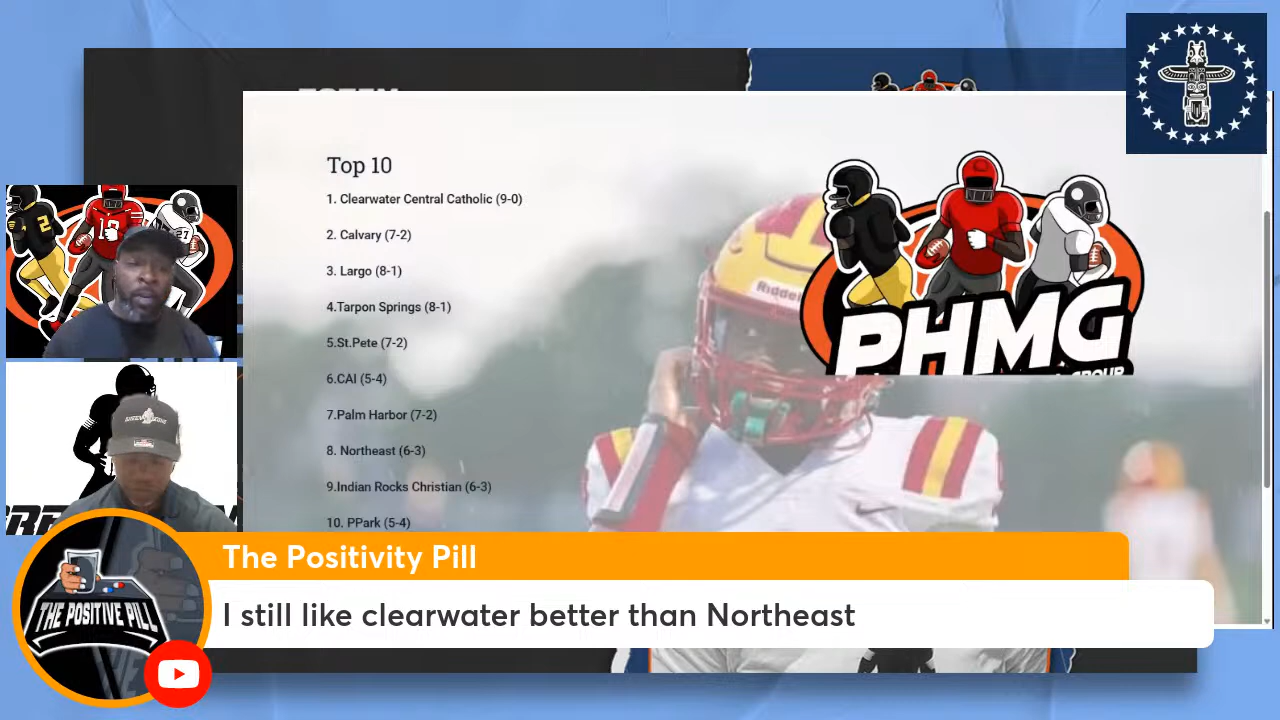 Top 10
1. Clearwater Central Catholic (9-0)
2. Calvary (7-2)
3. Largo (8-1)
4.Tarpon Springs (8-1)
5.St.Pete (7-2)
6.CAI (5-4)
7.Palm Harbor (7-2)
8. Northeast (6-3)
9.Indian Rocks Christian (6-3)
10. PPark (5-4)
Riddell
PHMG
2
27
THE POSITIVE PILL
The Positivity Pill
I still like clearwater better than Northeast